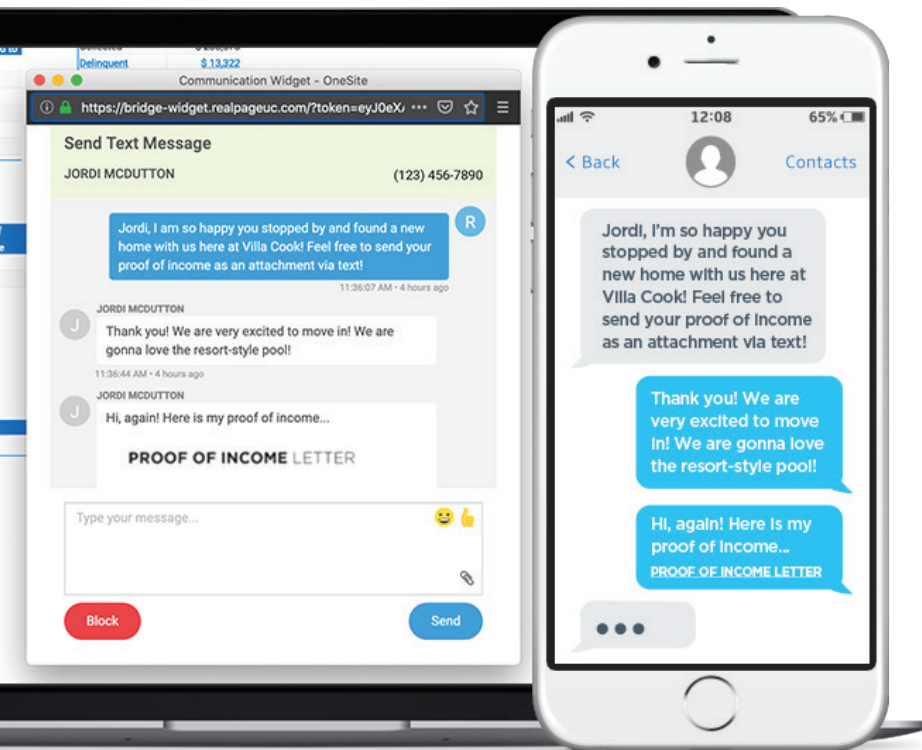 Delinquent
$ 13,322
Communication Widget - OneSite
https://bridge-widget.realpageuc.com/?token=eyJ0eX/
Send Text Message
JORDI MCDUTTON
(123) 456-7890
Jordi, I am so happy you stopped by and found a new
home with us here at Villa Cook! Feel free to send your
proof of income as an attachment via text!
R
11:36:07 AM • 4 hours ago
JORDI MCDUTTON
J
Thank you! We are very excited to move in! We are
gonna love the resort-style pool!
11:36:44 AM • 4 hours ago
JORDI MCDUTTON
J
Hi, again! Here is my proof of income...
PROOF OF INCOME LETTER
Type your message...
Block
Send
12:08
65%
< Back
Contacts
Jordi, I'm so happy you
stopped by and found a
new home with us here at
Villa Cook! Feel free to
send your proof of income
as an attachment via text!
Thank you! We are
very excited to move
in! We are gonna love
the resort-style pool!
Hi, again! Here is my
proof of income...
PROOF OF INCOME LETTER